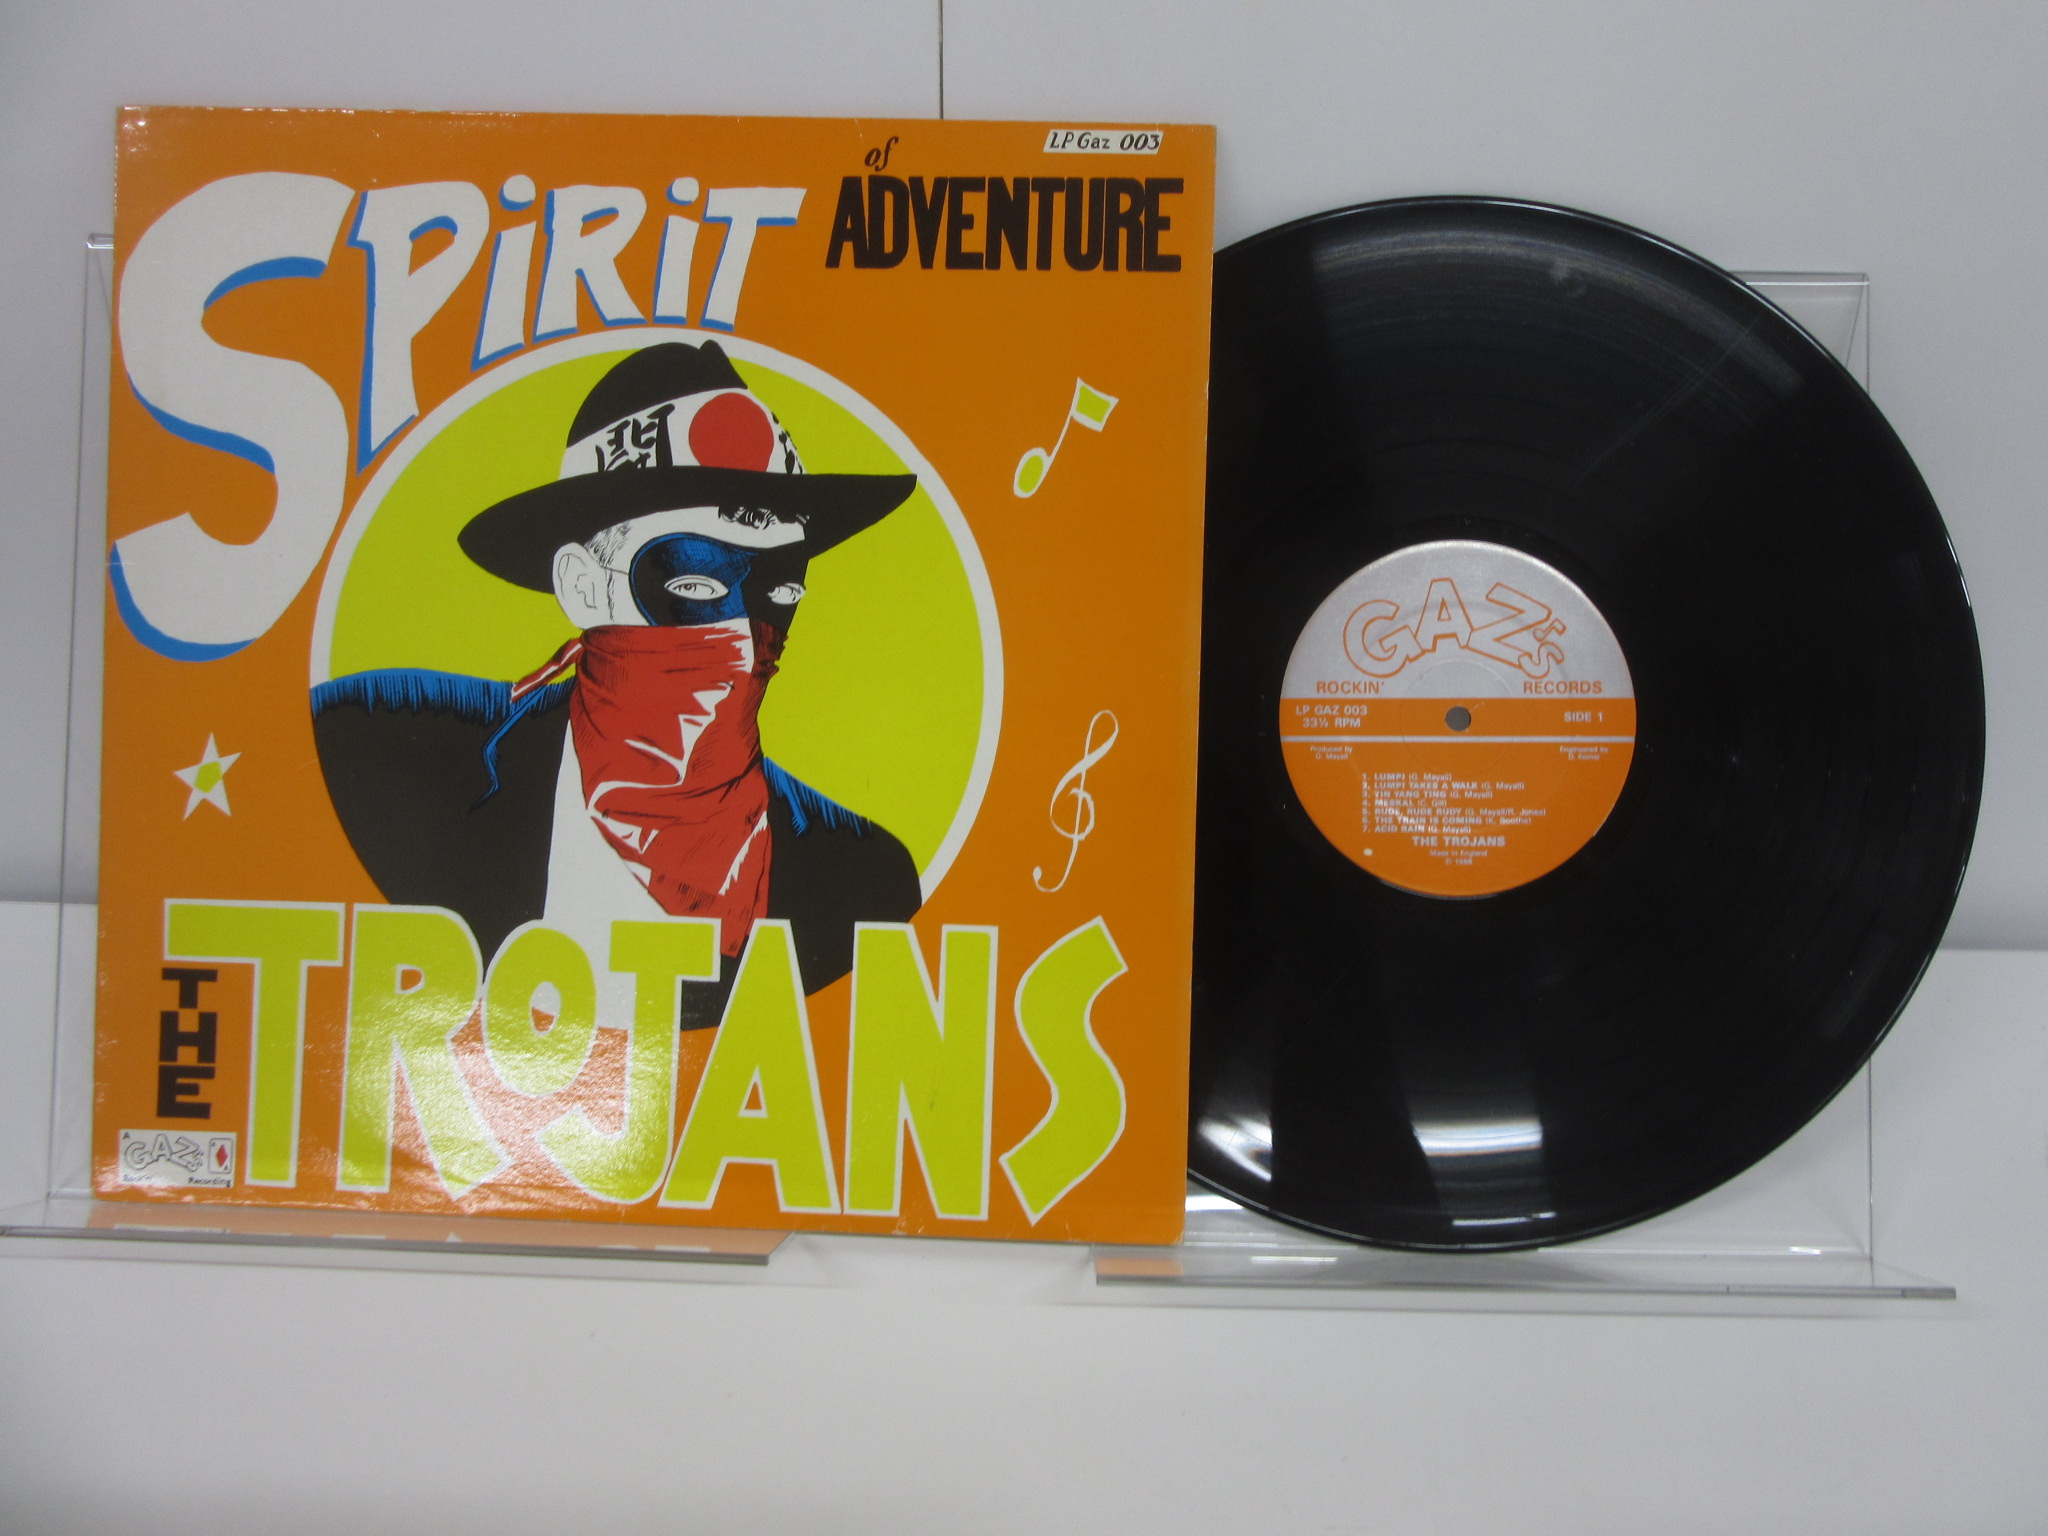 LP Gaz 003
SPiRiT
of
ADVENTURE
THE
TROJANS
A
GAZ's
Rockin' Recording
GAZ's
ROCKIN' RECORDS
LP GAZ 003
33⅓ RPM
SIDE 1
Produced by
G. Mayall
Engineered by
1. LUMPI (G. Mayall)
2. LUMPI TAKES A WALK (G. Mayall)
3. YIN YANG TING (G. Mayall)
4. MESKAL (C. Gill)
5. RUDE, RUDE RUDY (G. Mayall/R. Jones)
6. THE TRAIN IS COMING (K. Boothe)
7. ACID RAIN (G. Mayall)
THE TROJANS
Made in England